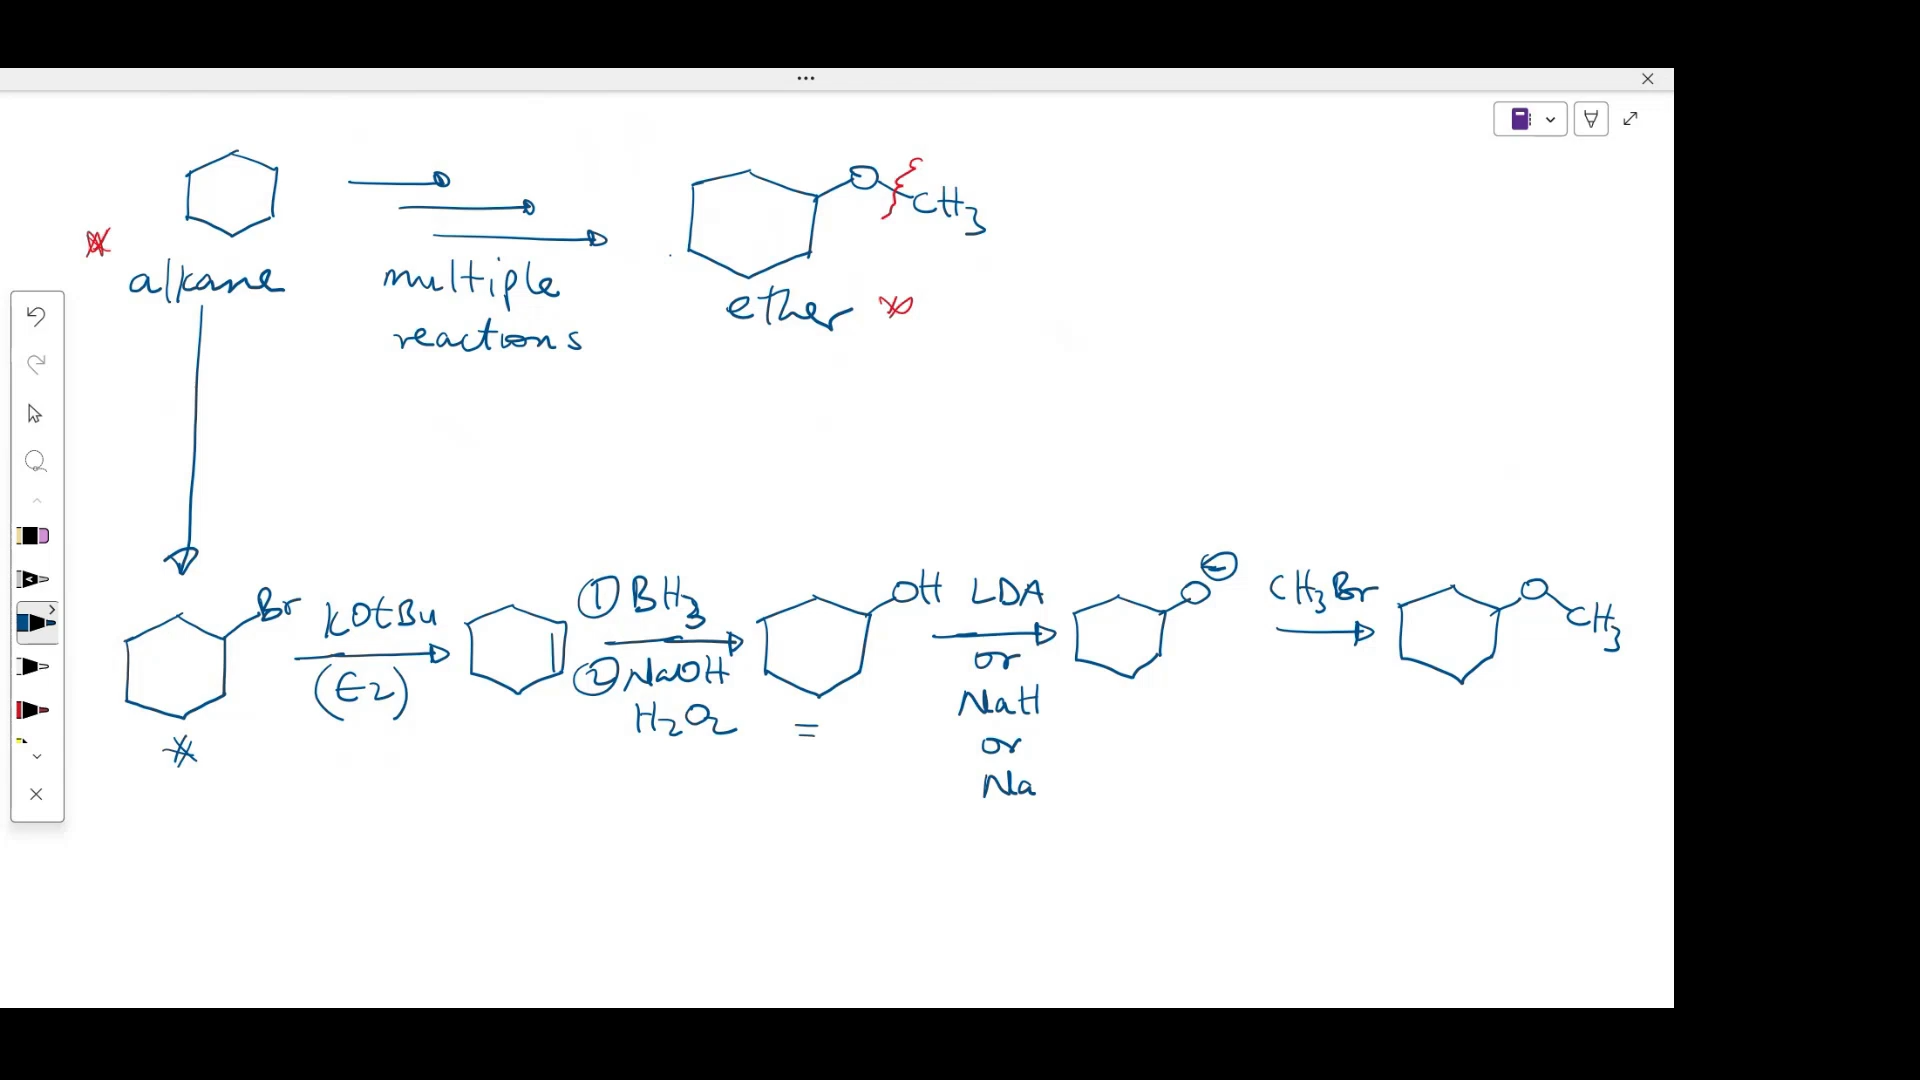 O
CH3
alkane
multiple
reactions
ether
Br
KOtBu
(E2)
① BH3
② NaOH
H2O2
OH
LDA
or
NaH
or
Na
O⊖
CH3Br
O
CH3